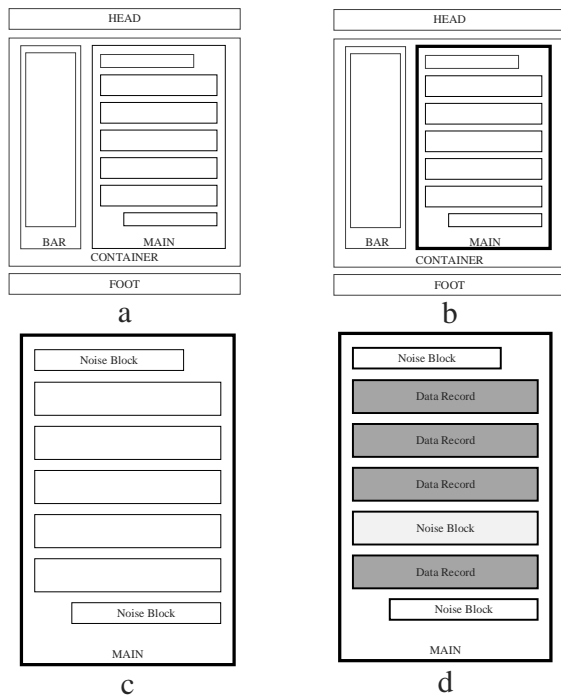 HEAD
BAR
MAIN
CONTAINER
FOOT
a
HEAD
BAR
MAIN
CONTAINER
FOOT
b
Noise Block
Noise Block
MAIN
c
Noise Block
Data Record
Data Record
Data Record
Noise Block
Data Record
Noise Block
MAIN
d